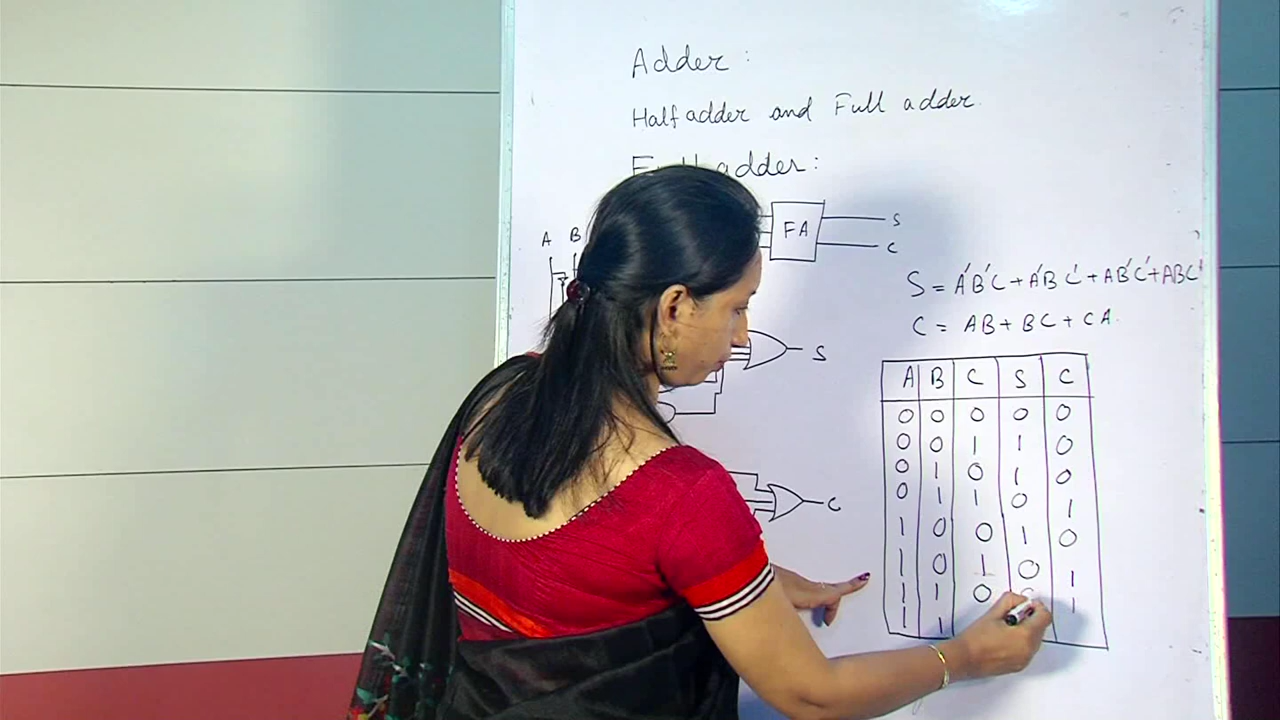 Adder:
Half adder and Full adder.
adder:
FA
S
C
A B
S = A'B'C + A'BC' + AB'C' + ABC'
C = AB + BC + CA.
S
C
A B C S C
0 0 0 0 0
0 0 1 1 0
0 1 0 1 0
0 1 1 0 1
1 0 0 1 0
1 0 1 0 1
1 1 0 0 1
1 1